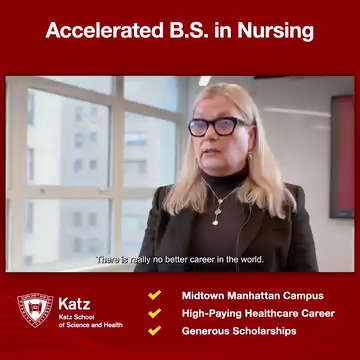 Accelerated B.S. in Nursing
There is really no better career in the world.
Katz
Katz School
of Science and Health
Midtown Manhattan Campus
High-Paying Healthcare Career
Generous Scholarships